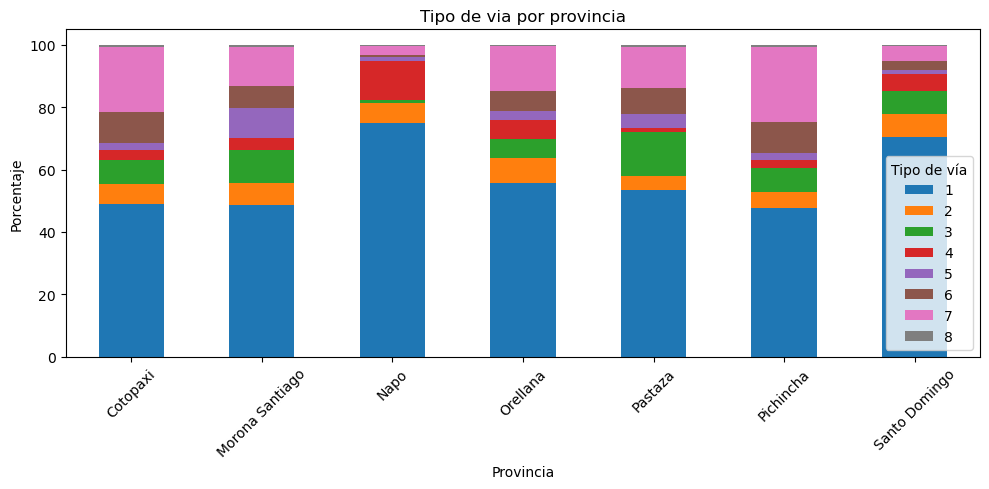 Tipo de via por provincia
Porcentaje
100
80
60
40
20
0
Tipo de vía
1
2
3
4
5
6
7
8
Cotopaxi
Morona Santiago
Napo
Orellana
Pastaza
Pichincha
Santo Domingo
Provincia